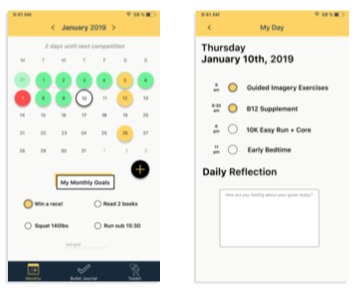 9:41 AM 58%
< January 2019 >
2 days until next competition
M T W T F S S
31 1 2 3 4 5 6
7 8 9 10 11 12 13
14 15 16 17 18 19 20
21 22 23 24 25 26 27
28 29 30 31 1 2 3
+
My Monthly Goals
Win a race!
Read 2 books
Squat 140lbs
Run sub 15:30
Monthly
Bullet Journal
Toolkit
9:41 AM 58%
< My Day
Thursday
January 10th, 2019
am
Guided Imagery Exercises
9:30
am
B12 Supplement
pm
10K Easy Run + Core
11
pm
Early Bedtime
Daily Reflection
How are you feeling about your goals today?